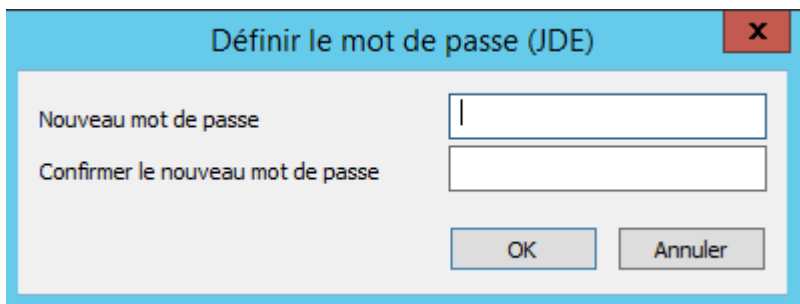 Définir le mot de passe (JDE)
x
Nouveau mot de passe
Confirmer le nouveau mot de passe
OK Annuler